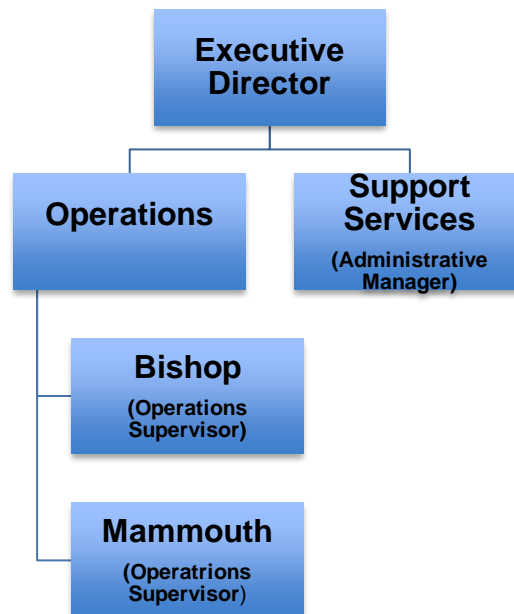 Executive
Director
Operations
Support
Services
(Administrative
Manager)
Bishop
(Operations
Supervisor)
Mammouth
(Operatrions
Supervisor)